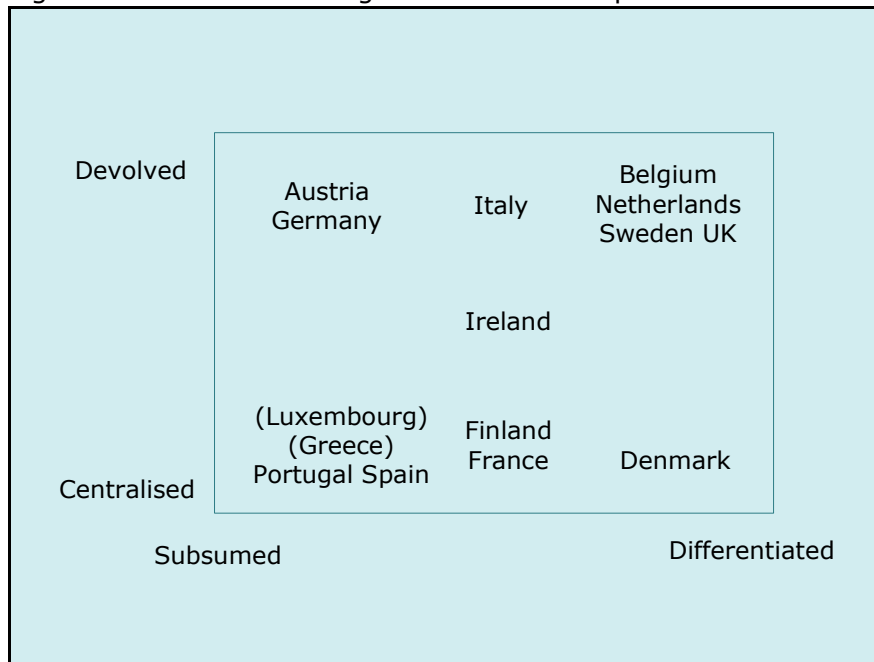 Devolved
Austria
Germany
Italy
Belgium
Netherlands
Sweden UK
Ireland
(Luxembourg)
(Greece)
Portugal Spain
Finland
France
Denmark
Centralised
Subsumed
Differentiated